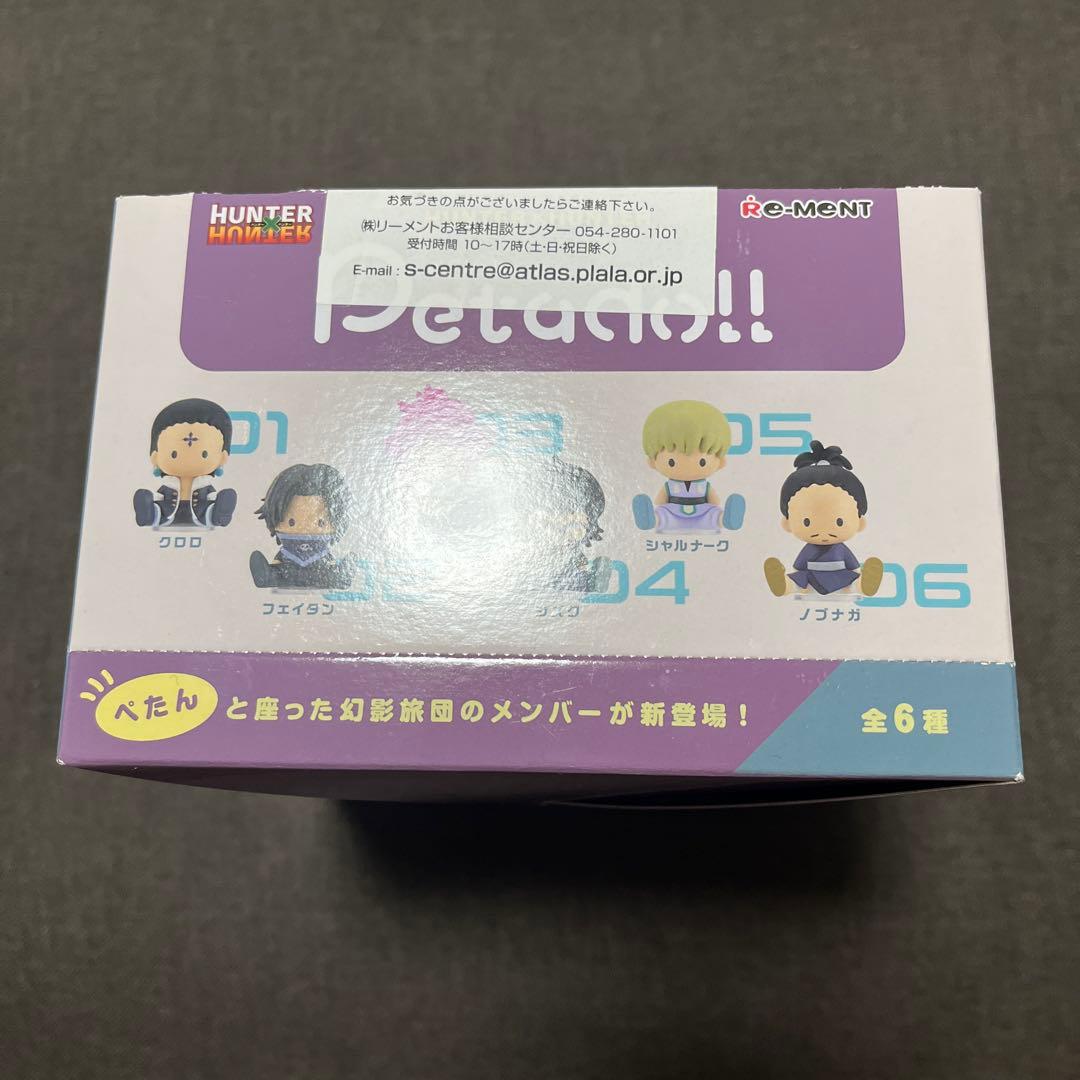 HUNTER×HUNTER
お気づきの点がございましたらご連絡下さい。
㈱リーメントお客様相談センター 054-280-1101
受付時間 10～17時(土・日・祝日除く)
E-mail : s-centre@atlas.plala.or.jp
Re-MENT
Petadoll
01
クロロ
フェイタン
03
04
05
シャルナーク
06
ノブナガ
ぺたん と座った幻影旅団のメンバーが新登場！
全6種